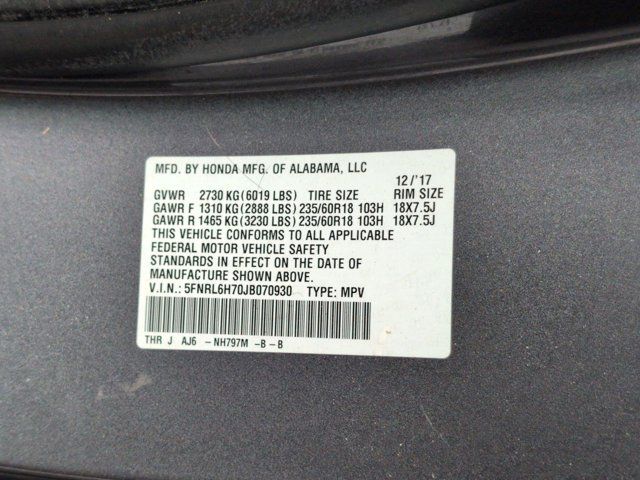 MFD. BY HONDA MFG. OF ALABAMA, LLC
12/'17
GVWR 2730 KG(6019 LBS) TIRE SIZE RIM SIZE
GAWR F 1310 KG(2888 LBS) 235/60R18 103H 18X7.5J
GAWR R 1465 KG(3230 LBS) 235/60R18 103H 18X7.5J
THIS VEHICLE CONFORMS TO ALL APPLICABLE
FEDERAL MOTOR VEHICLE SAFETY
STANDARDS IN EFFECT ON THE DATE OF
MANUFACTURE SHOWN ABOVE.
V.I.N.: 5FNRL6H70JB070930 TYPE: MPV
THR J AJ6 -NH797M -B-B